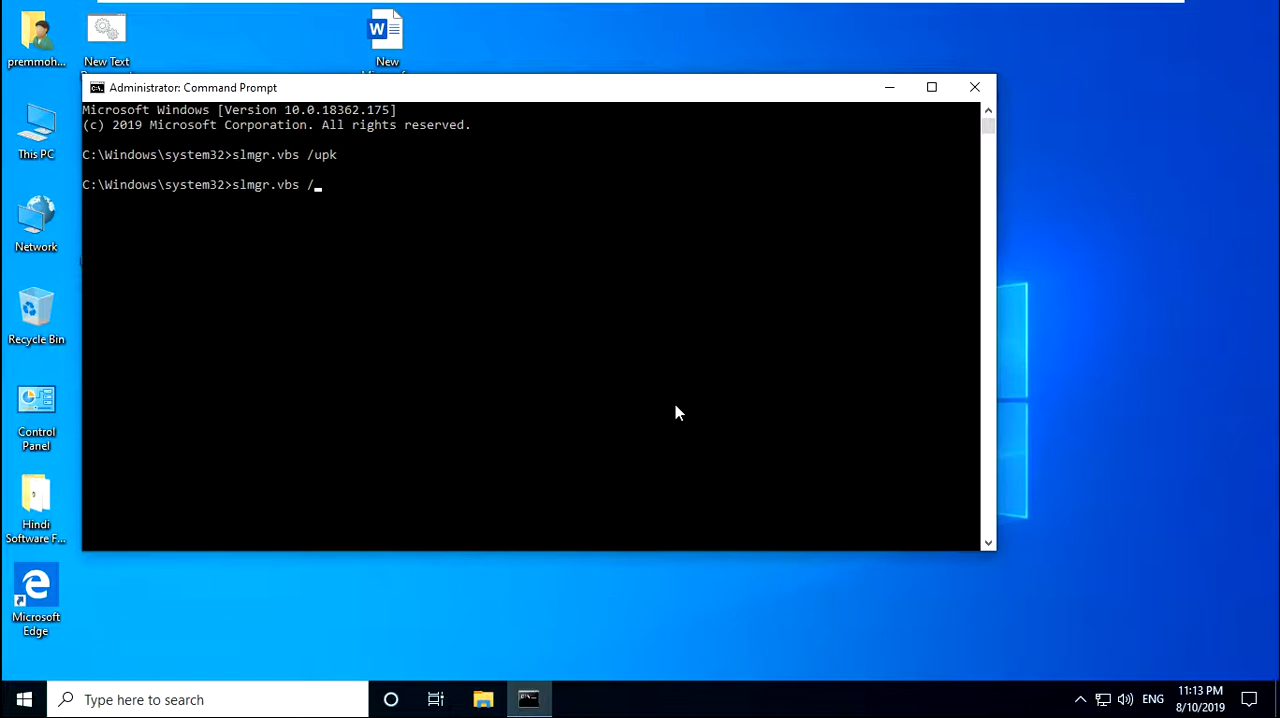 premmoh...
New Text
New
This PC
Network
Recycle Bin
Control
Panel
Hindi
Software F...
Microsoft
Edge
Administrator: Command Prompt
Microsoft Windows [Version 10.0.18362.175]
(c) 2019 Microsoft Corporation. All rights reserved.
C:\Windows\system32>slmgr.vbs /upk
C:\Windows\system32>slmgr.vbs /_
Type here to search
ENG
11:13 PM
8/10/2019